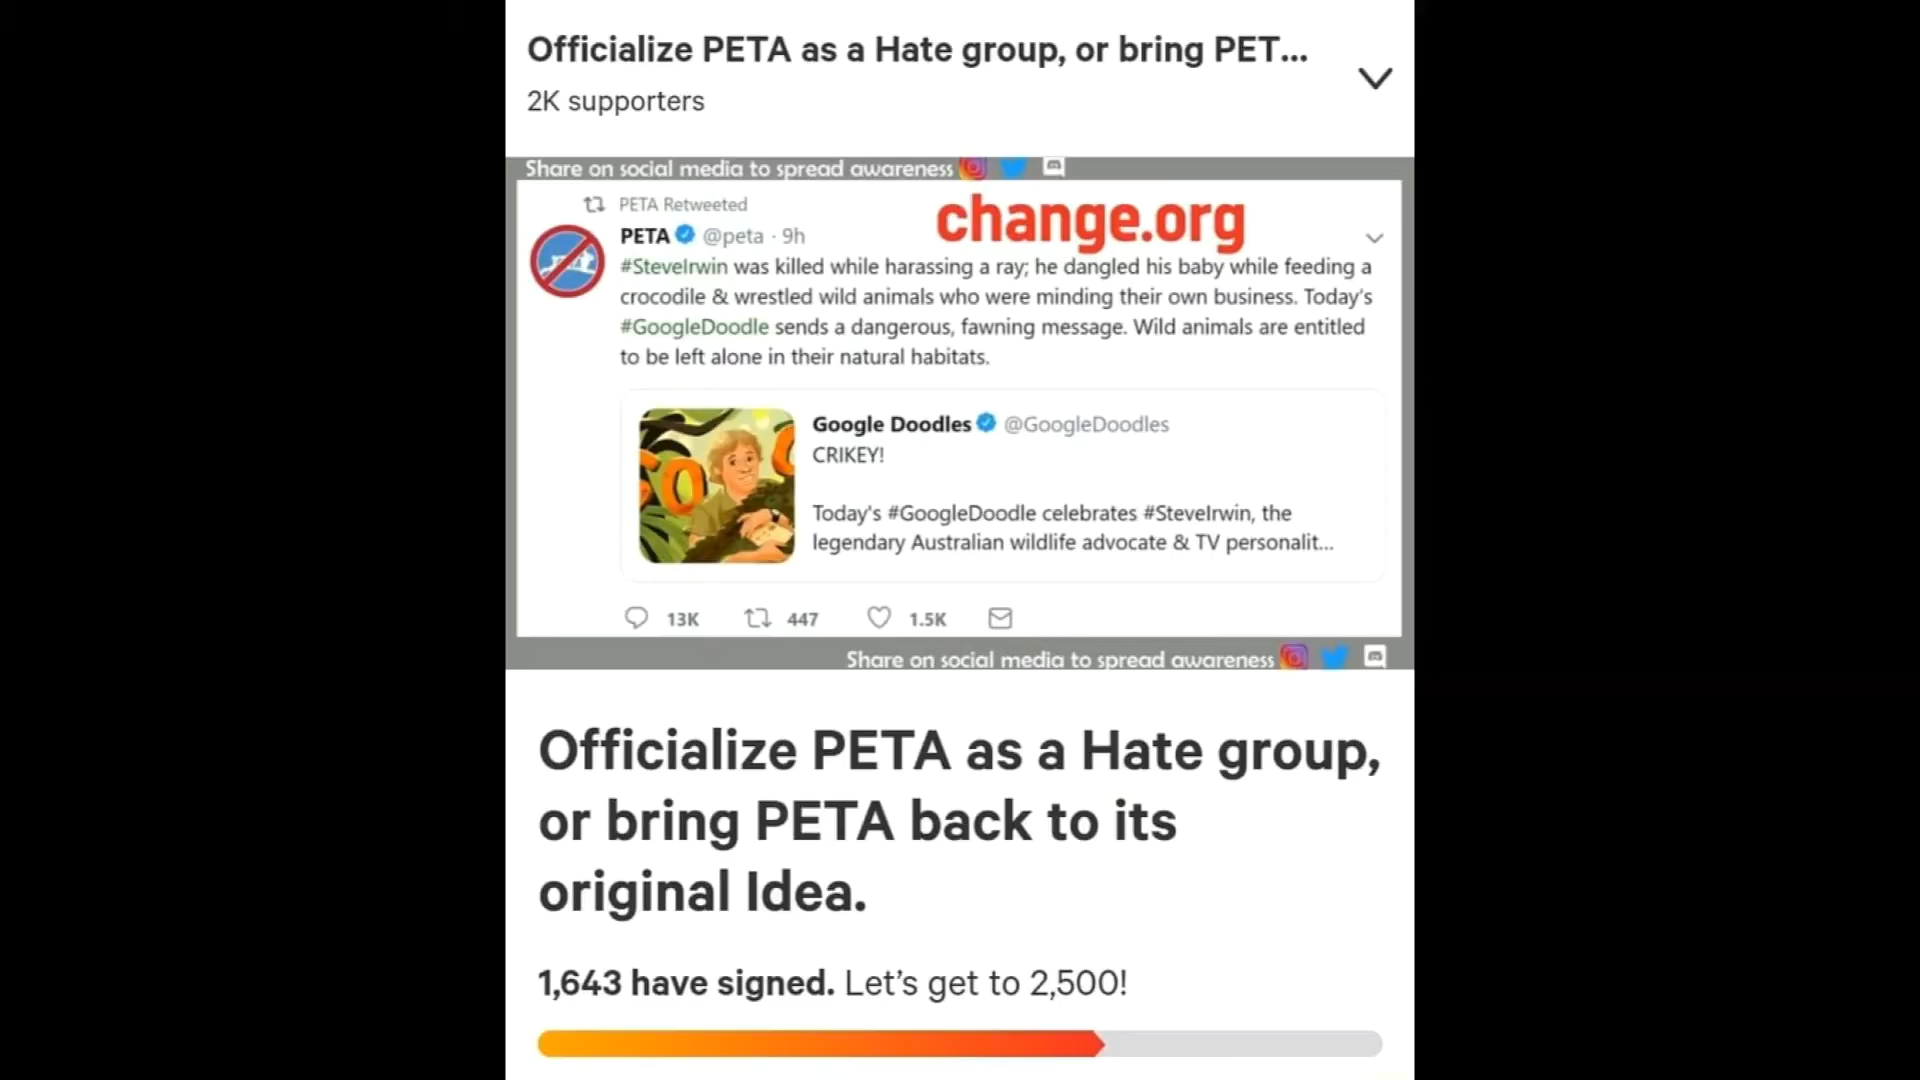 Officialize PETA as a Hate group, or bring PET...
2K supporters
Share on social media to spread awareness
PETA Retweeted
change.org
PETA @peta · 9h
#SteveIrwin was killed while harassing a ray; he dangled his baby while feeding a
crocodile & wrestled wild animals who were minding their own business. Today's
#GoogleDoodle sends a dangerous, fawning message. Wild animals are entitled
to be left alone in their natural habitats.
Google Doodles @GoogleDoodles
CRIKEY!
Today's #GoogleDoodle celebrates #SteveIrwin, the
legendary Australian wildlife advocate & TV personalit...
13K 447 1.5K
Share on social media to spread awareness
Officialize PETA as a Hate group,
or bring PETA back to its
original Idea.
1,643 have signed. Let's get to 2,500!